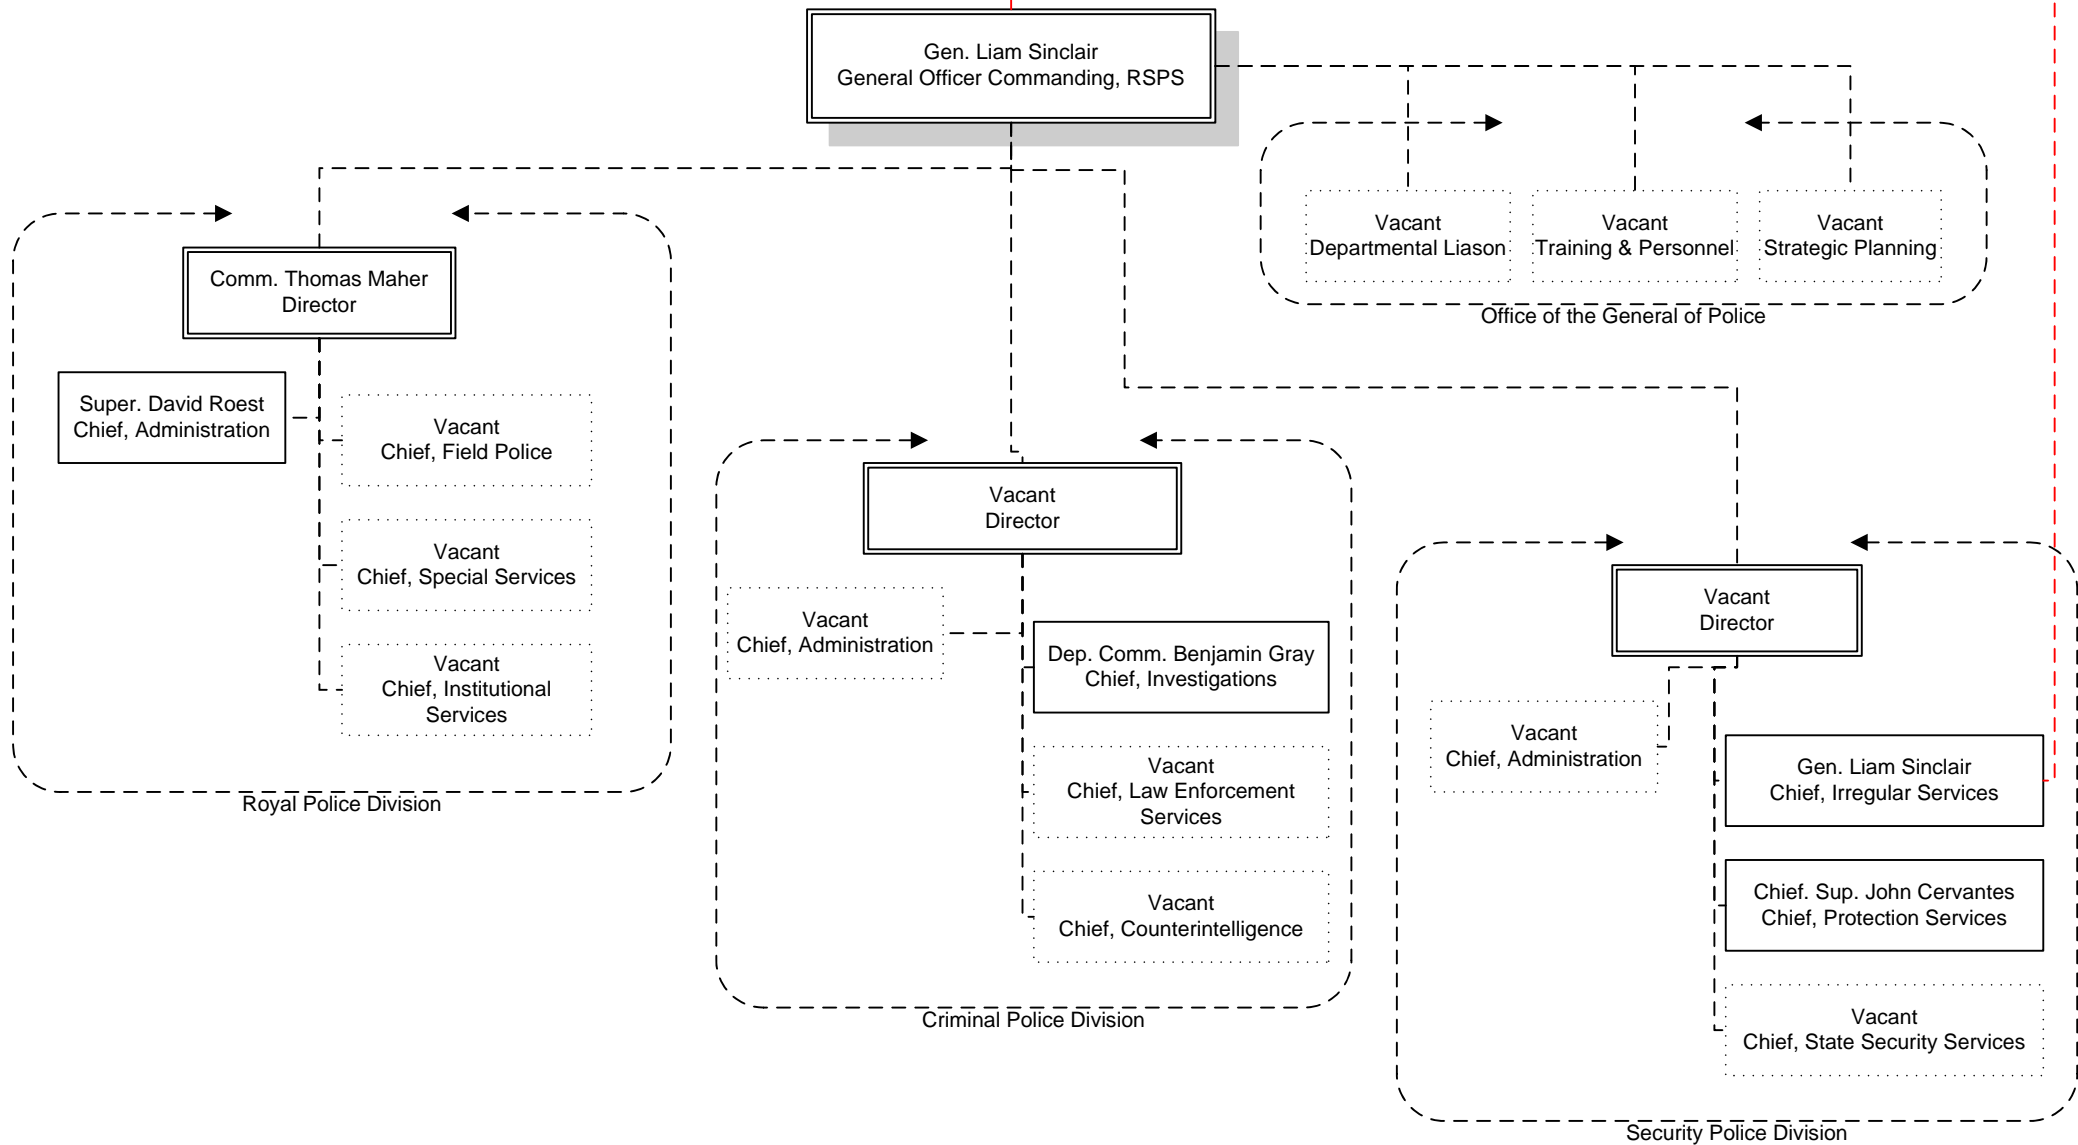 Gen. Liam Sinclair
General Officer Commanding, RSPS
Vacant
Departmental Liason
Vacant
Training & Personnel
Vacant
Strategic Planning
Office of the General of Police
Comm. Thomas Maher
Director
Super. David Roest
Chief, Administration
Vacant
Chief, Field Police
Vacant
Chief, Special Services
Vacant
Chief, Institutional
Services
Royal Police Division
Vacant
Director
Vacant
Chief, Administration
Dep. Comm. Benjamin Gray
Chief, Investigations
Vacant
Chief, Law Enforcement
Services
Vacant
Chief, Counterintelligence
Criminal Police Division
Vacant
Director
Vacant
Chief, Administration
Gen. Liam Sinclair
Chief, Irregular Services
Chief. Sup. John Cervantes
Chief, Protection Services
Vacant
Chief, State Security Services
Security Police Division